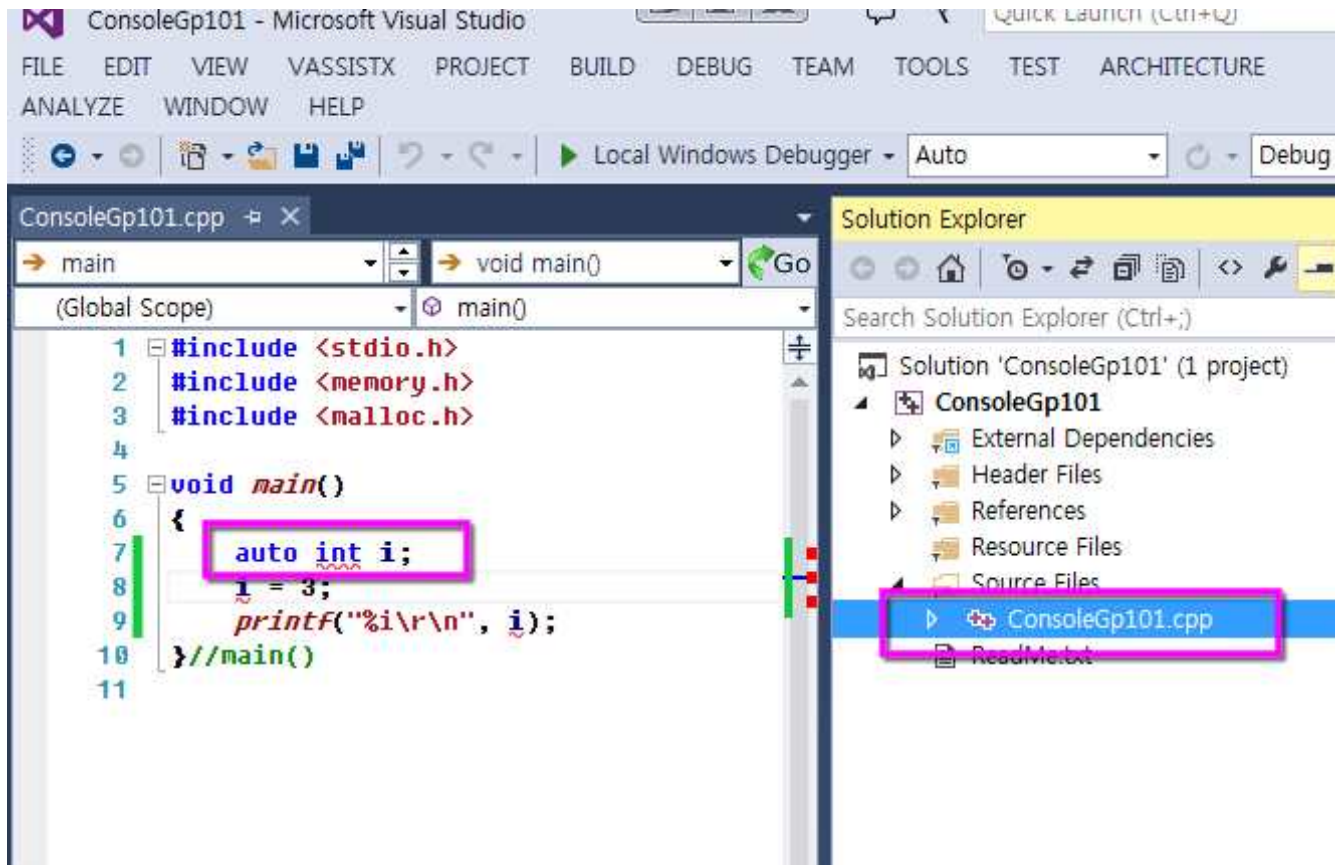 ConsoleGp101 - Microsoft Visual Studio
Quick Launch (Ctrl+Q)
FILE EDIT VIEW VASSISTX PROJECT BUILD DEBUG TEAM TOOLS TEST ARCHITECTURE
ANALYZE WINDOW HELP
Local Windows Debugger Auto Debug
ConsoleGp101.cpp
main void main() Go
(Global Scope) main()
1 #include <stdio.h>
2 #include <memory.h>
3 #include <malloc.h>
4
5 void main()
6 {
7 auto int i;
8 i = 3;
9 printf("%i\r\n", i);
10 }//main()
11
Solution Explorer
Search Solution Explorer (Ctrl+;)
Solution 'ConsoleGp101' (1 project)
ConsoleGp101
External Dependencies
Header Files
References
Resource Files
Source Files
ConsoleGp101.cpp
ReadMe.txt